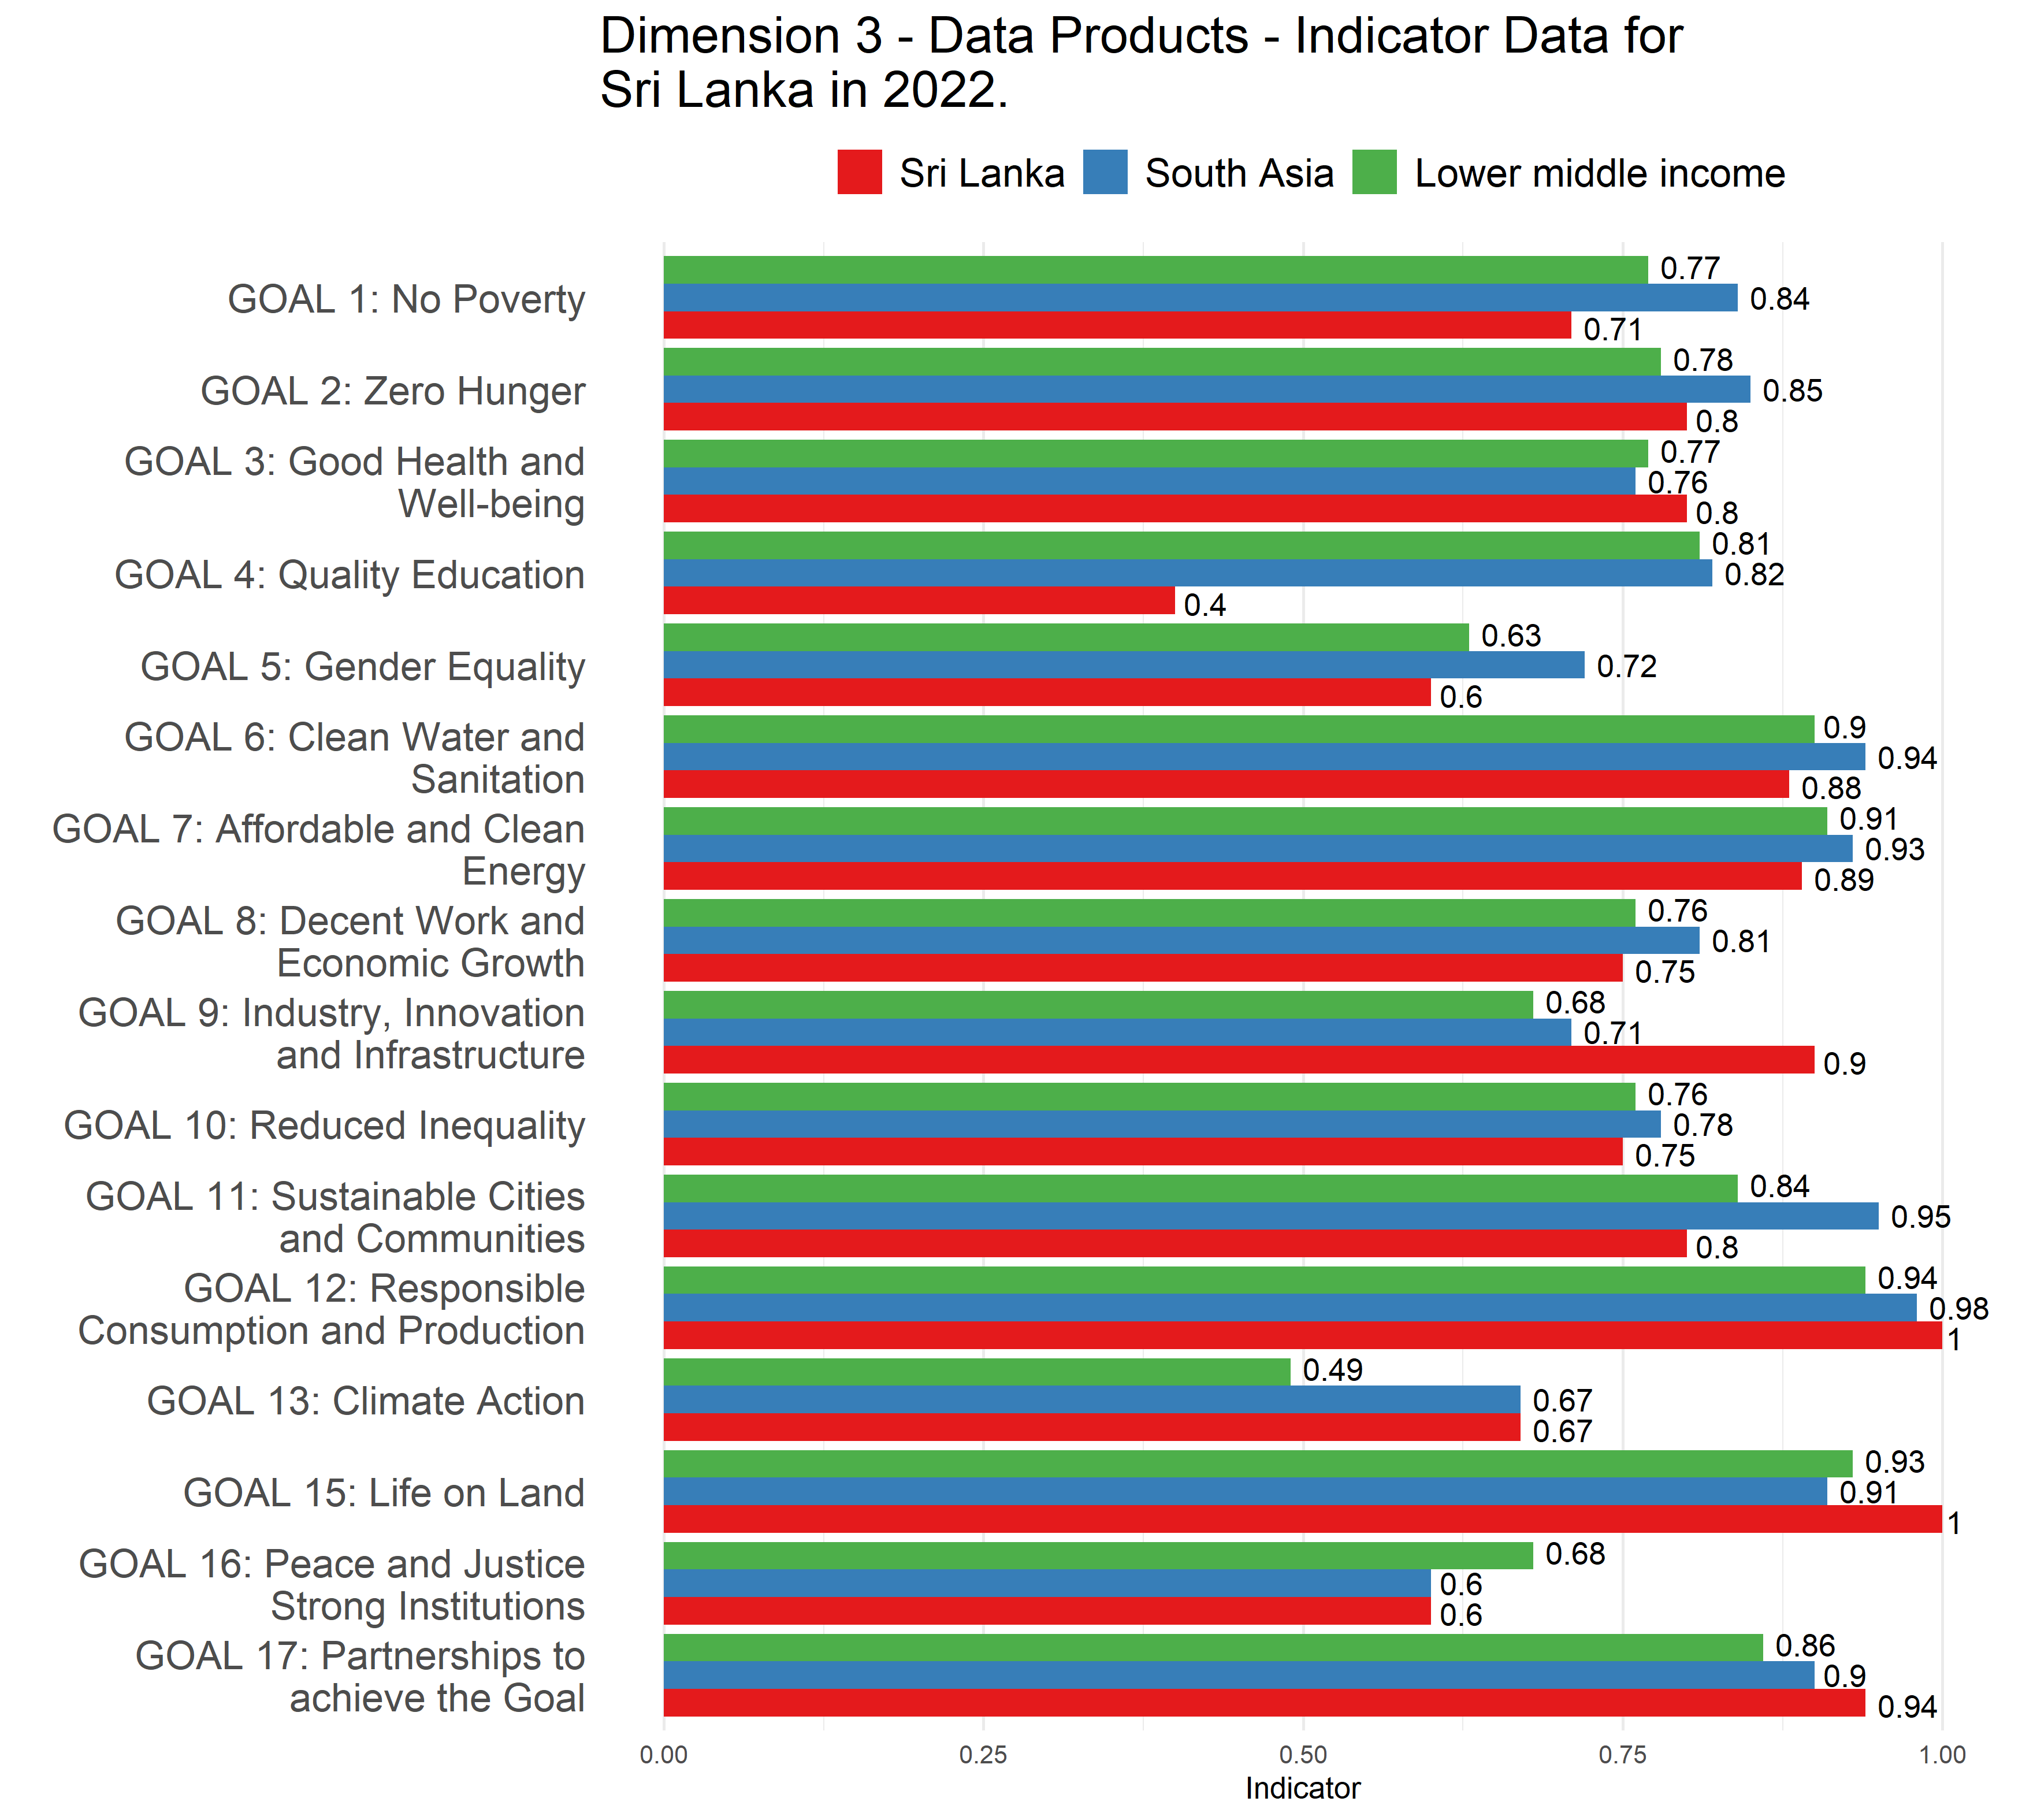 Dimension 3 - Data Products - Indicator Data for
Sri Lanka in 2022.
Sri Lanka South Asia Lower middle income
GOAL 1: No Poverty
0.77
0.84
0.71
GOAL 2: Zero Hunger
0.78
0.85
0.8
GOAL 3: Good Health and
Well-being
0.77
0.76
0.8
GOAL 4: Quality Education
0.81
0.82
0.4
GOAL 5: Gender Equality
0.63
0.72
0.6
GOAL 6: Clean Water and
Sanitation
0.9
0.94
0.88
GOAL 7: Affordable and Clean
Energy
0.91
0.93
0.89
GOAL 8: Decent Work and
Economic Growth
0.76
0.81
0.75
GOAL 9: Industry, Innovation
and Infrastructure
0.68
0.71
0.9
GOAL 10: Reduced Inequality
0.76
0.78
0.75
GOAL 11: Sustainable Cities
and Communities
0.84
0.95
0.8
GOAL 12: Responsible
Consumption and Production
0.94
0.98
1
GOAL 13: Climate Action
0.49
0.67
0.67
GOAL 15: Life on Land
0.93
0.91
1
GOAL 16: Peace and Justice
Strong Institutions
0.68
0.6
0.6
GOAL 17: Partnerships to
achieve the Goal
0.86
0.9
0.94
0.00 0.25 0.50 0.75 1.00
Indicator